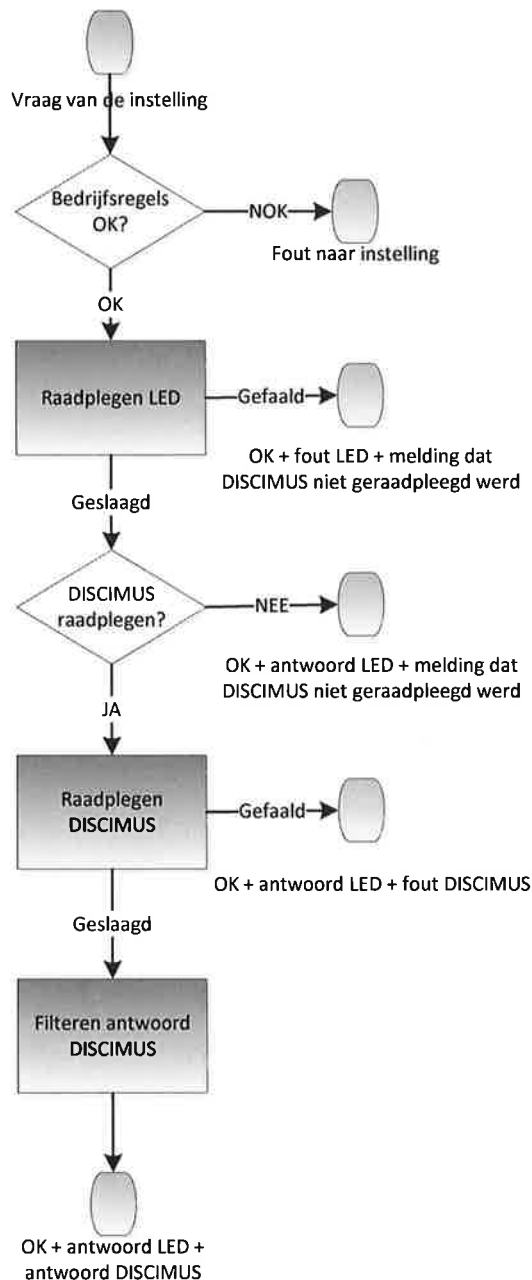 Vraag van de instelling
Bedrijfsregels
OK?
NOK
Fout naar instelling
OK
Raadplegen LED
Gefaald
OK + fout LED + melding dat
DISCIMUS niet geraadpleegd werd
Geslaagd
DISCIMUS
raadplegen?
NEE
OK + antwoord LED + melding dat
DISCIMUS niet geraadpleegd werd
JA
Raadplegen
DISCIMUS
Gefaald
OK + antwoord LED + fout DISCIMUS
Geslaagd
Filteren antwoord
DISCIMUS
OK + antwoord LED +
antwoord DISCIMUS